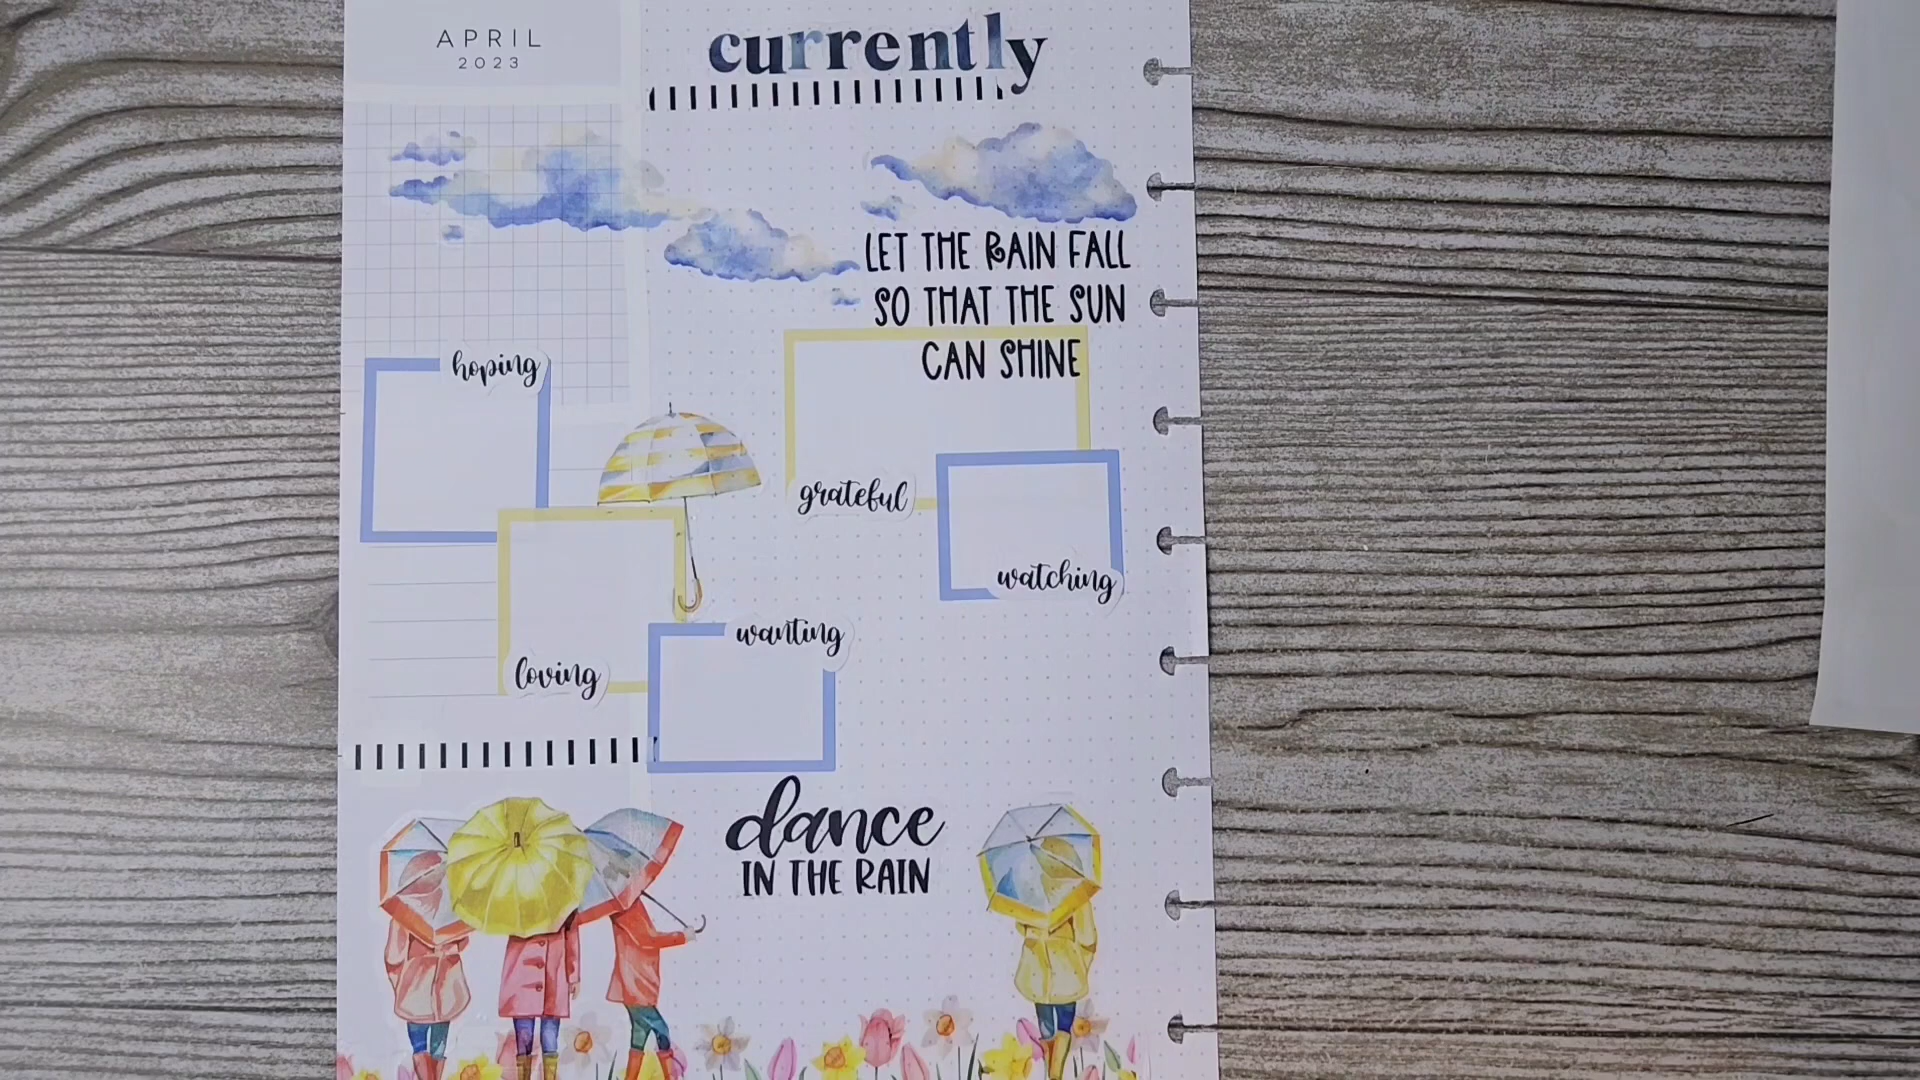 APRIL
2023
currently
LET THE RAIN FALL
SO THAT THE SUN
CAN SHINE
hoping
grateful
watching
wanting
loving
dance
IN THE RAIN